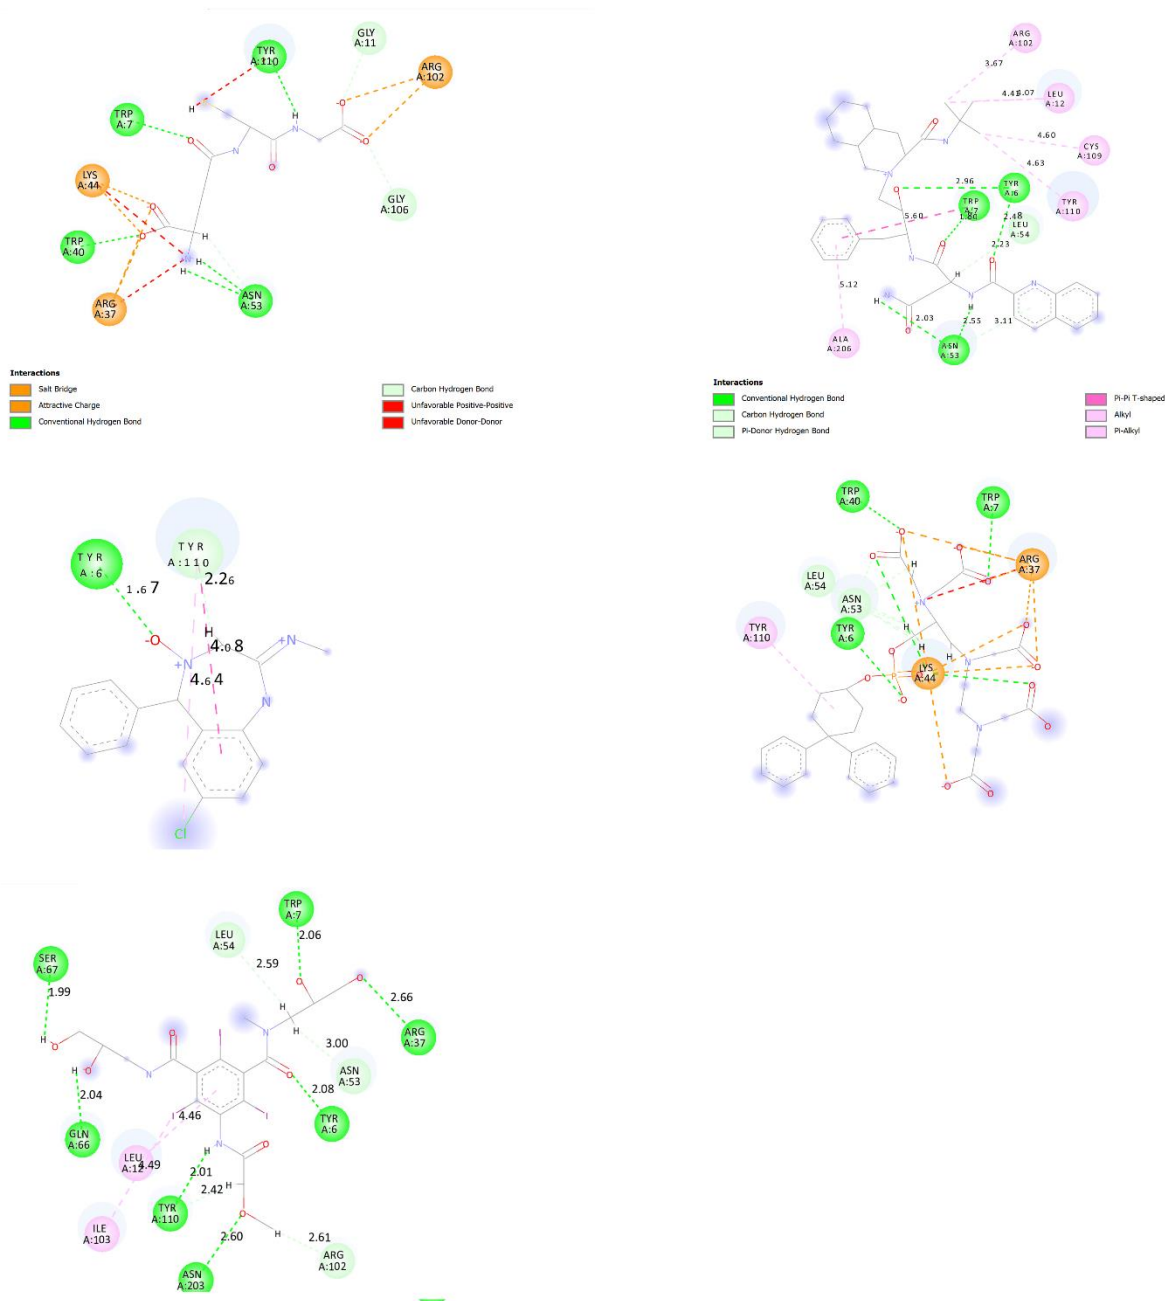 TYR
A:110
GLY
A:11
ARG
A:102
H
-O
H
N
O
TRP
A:7
O
N
O
GLY
A:106
LYS
A:44
O
O
H
TRP
A:40
H
H
ASN
A:53
ARG
A:37
Interactions
Salt Bridge
Attractive Charge
Conventional Hydrogen Bond
Carbon Hydrogen Bond
Unfavorable Positive-Positive
Unfavorable Donor-Donor
ARG
A:102
3.67
LEU
A:12
4.60
CYS
A:109
4.63
TYR
A:110
O
N
N
O
2.96
TYR
A:6
TRP
A:7
5.60
1.86
2.48
LEU
A:54
2.23
O
O
N
H
N
5.12
N
H
H
O
2.03
2.55
3.11
ALA
A:206
ASN
A:53
Interactions
Conventional Hydrogen Bond
Carbon Hydrogen Bond
Pi-Donor Hydrogen Bond
Pi-Pi T-shaped
Alkyl
Pi-Alkyl
TYR
A:6
TYR
A:110
1.67
2.26
-O
H
+N
4.08
+N
4.64
N
Cl
TRP
A:40
TRP
A:7
ARG
A:37
LEU
A:54
ASN
A:53
TYR
A:6
TYR
A:110
LYS
A:44
-O
O
H
-O
O
H
H
H
O
O
P
-O
N
O
-O
O
N
O
O
-O
O
TRP
A:7
LEU
A:54
2.06
SER
A:67
2.59
1.99
O
O
2.66
ARG
A:37
H
H
N
3.00
ASN
A:53
H
O
O
I
H
O
N
O
2.08
TYR
A:6
2.04
I
4.46
I
GLN
A:66
LEU
A:12
4.49
N
H
O
2.01
2.42
H
TYR
A:110
ILE
A:103
O
H
2.60
2.61
ARG
A:102
ASN
A:203